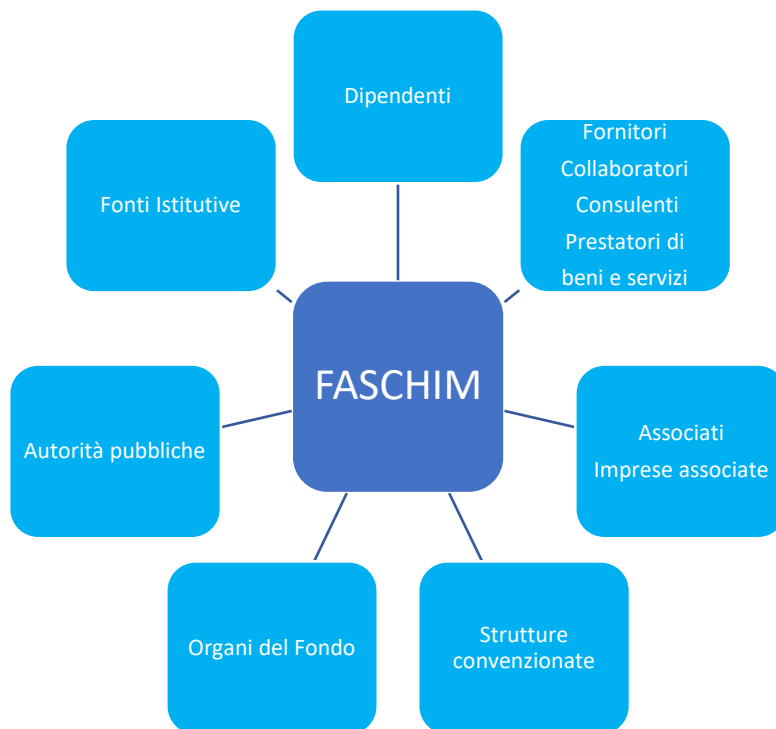 Dipendenti
Fornitori
Collaboratori
Consulenti
Prestatori di
beni e servizi
Fonti Istitutive
FASCHIM
Associati
Imprese associate
Autorità pubbliche
Strutture
convenzionate
Organi del Fondo